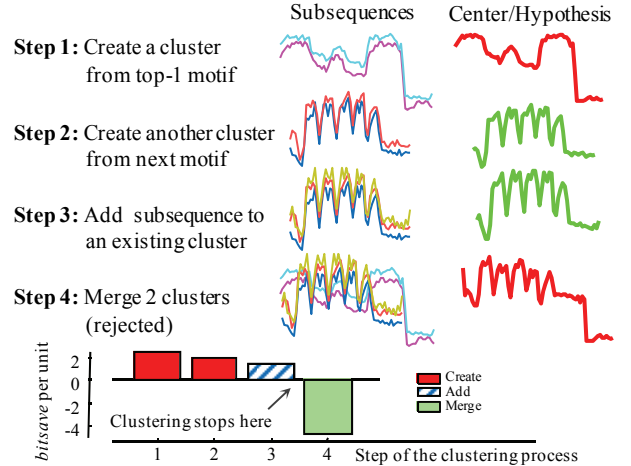 Subsequences Center/Hypothesis
Step 1: Create a cluster
from top-1 motif
Step 2: Create another cluster
from next motif
Step 3: Add subsequence to
an existing cluster
Step 4: Merge 2 clusters
(rejected)
bitsave per unit
2
0
-2
-4
Clustering stops here
Create
Add
Merge
1 2 3 4 Step of the clustering process